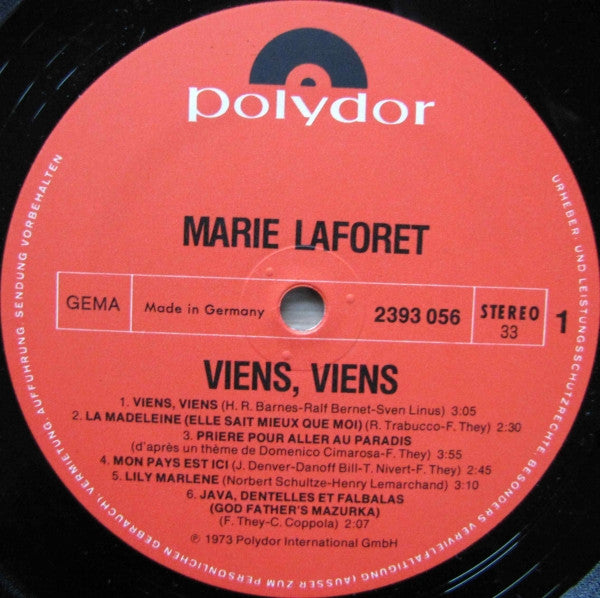 polydor
MARIE LAFORET
GEMA
Made in Germany
2393 056
STEREO
33
1
VIENS, VIENS
1. VIENS, VIENS (H. R. Barnes-Ralf Bernet-Sven Linus) 3:05
2. LA MADELEINE (ELLE SAIT MIEUX QUE MOI) (R. Trabucco-F. They) 2:30
3. PRIERE POUR ALLER AU PARADIS
(d'après un thème de Domenico Cimarosa-F. They) 3:55
4. MON PAYS EST ICI (J. Denver-Danoff Bill-T. Nivert-F. They) 2:45
5. LILY MARLENE (Norbert Schultze-Henry Lemarchand) 3:10
6. JAVA, DENTELLES ET FALBALAS
(GOD FATHER'S MAZURKA)
(F. They-C. Coppola) 2:07
℗ 1973 Polydor International GmbH
URHEBER- UND LEISTUNGSSCHUTZRECHTE BESONDERS VERVIELFÄLTIGUNG (AUSSER ZUM PERSÖNLICHEN GEBRAUCH), VERMIETUNG, AUFFÜHRUNG, SENDUNG VORBEHALTEN